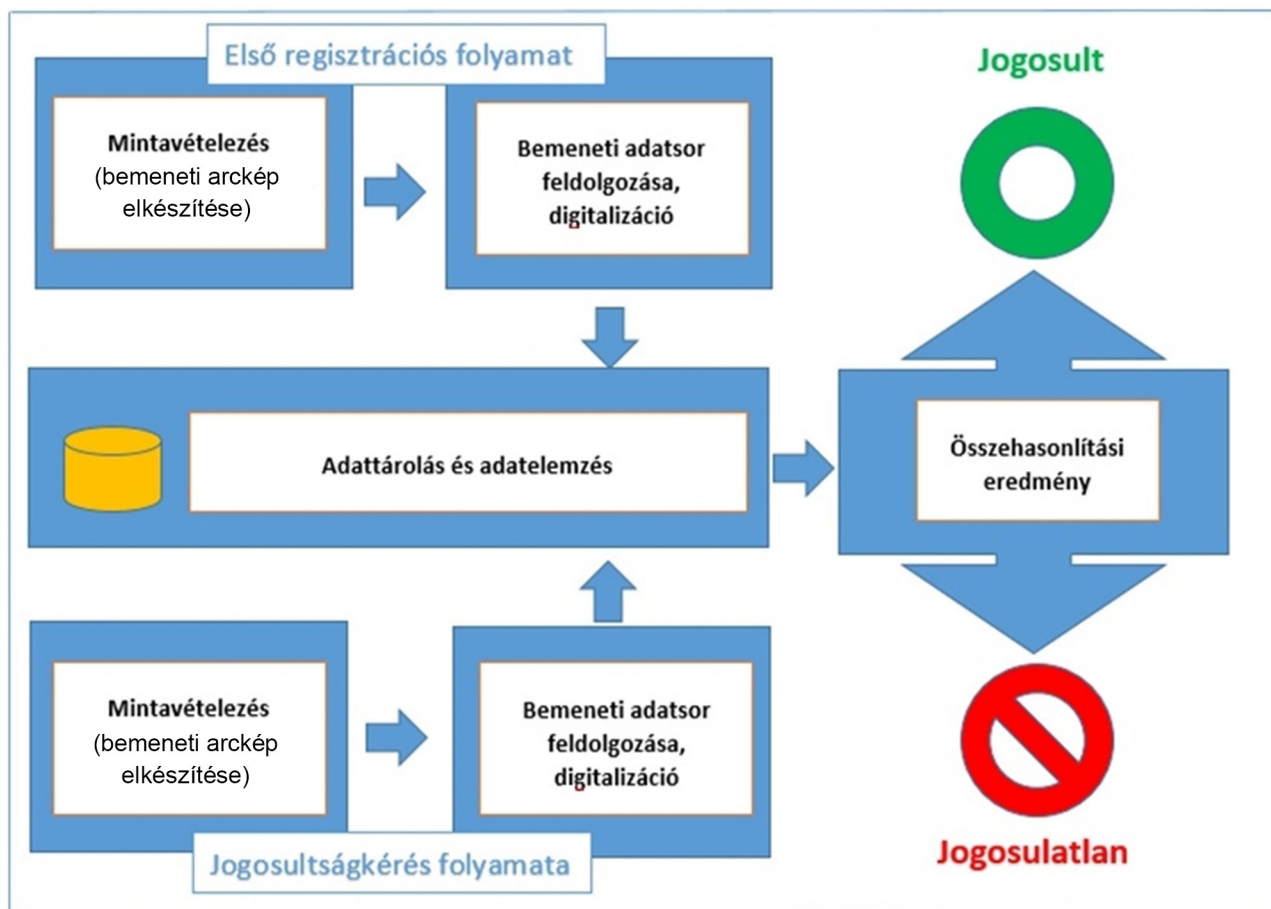 Első regisztrációs folyamat
Jogosult
Mintavételezés
(bemeneti arckép
elkészítése)
Bemeneti adatsor
feldolgozása,
digitalizáció
Adattárolás és adatelemzés
Összehasonlítási
eredmény
Mintavételezés
(bemeneti arckép
elkészítése)
Bemeneti adatsor
feldolgozása,
digitalizáció
Jogosultságkérés folyamata
Jogosulatlan